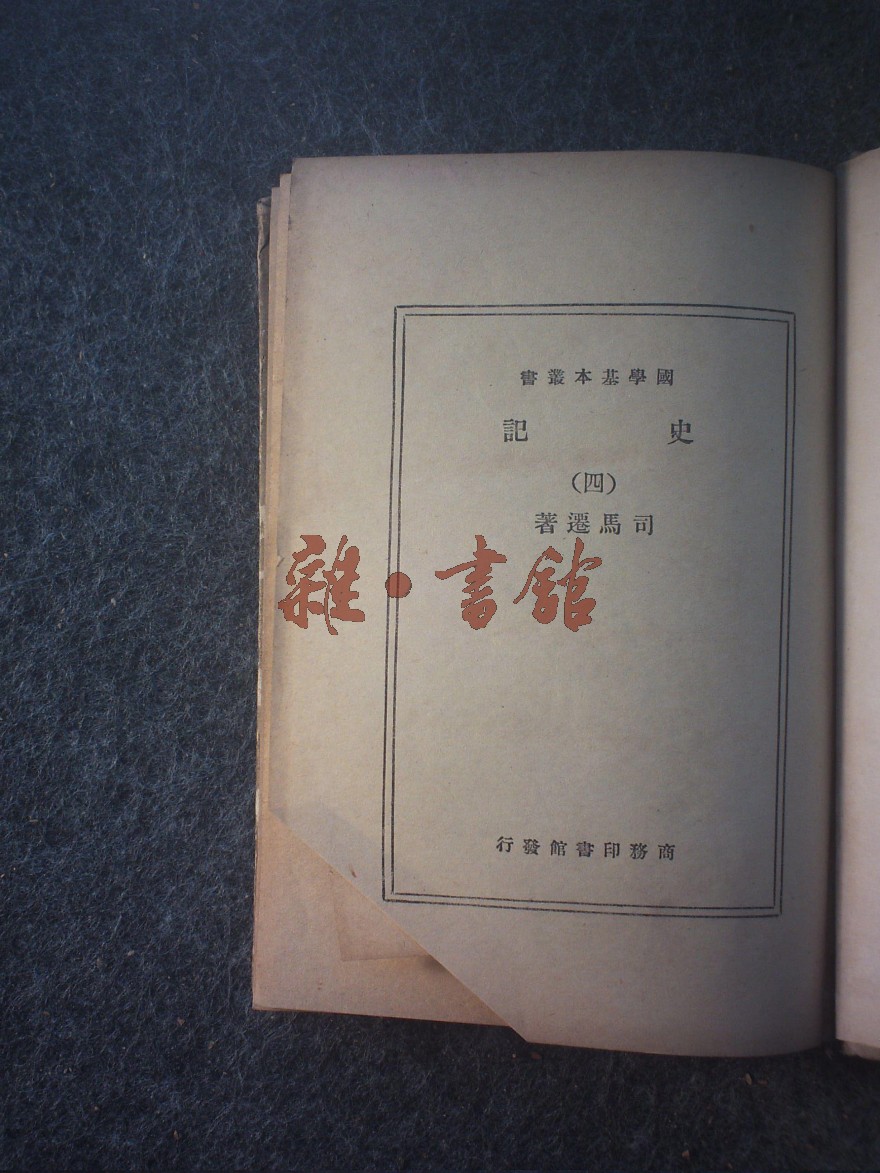 國學基本叢書
史記
(四)
司馬遷著
雜·書館
商務印書館發行